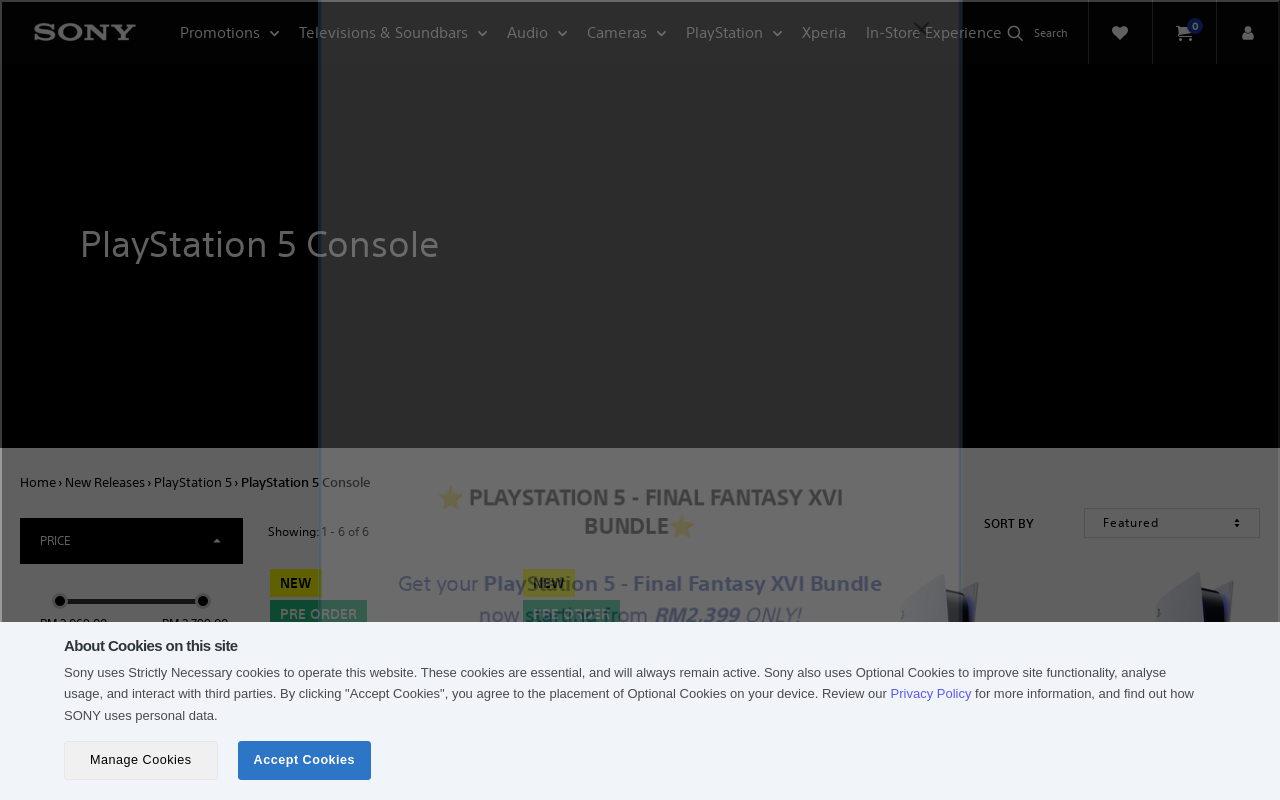 SONY
Promotions
Televisions & Soundbars
Audio
Cameras
PlayStation
Xperia
In-Store Experience
Search
0
PlayStation 5 Console
Home › New Releases › PlayStation 5 › PlayStation 5 Console
⭐ PLAYSTATION 5 - FINAL FANTASY XVI
BUNDLE⭐
PRICE
Showing: 1 - 6 of 6
SORT BY
Featured
NEW
NEW
Get your PlayStation 5 - Final Fantasy XVI Bundle
PRE ORDER
PRE ORDER
now starting from RM2,399 ONLY!
About Cookies on this site
Sony uses Strictly Necessary cookies to operate this website. These cookies are essential, and will always remain active. Sony also uses Optional Cookies to improve site functionality, analyse
usage, and interact with third parties. By clicking "Accept Cookies", you agree to the placement of Optional Cookies on your device. Review our Privacy Policy for more information, and find out how
SONY uses personal data.
Manage Cookies
Accept Cookies